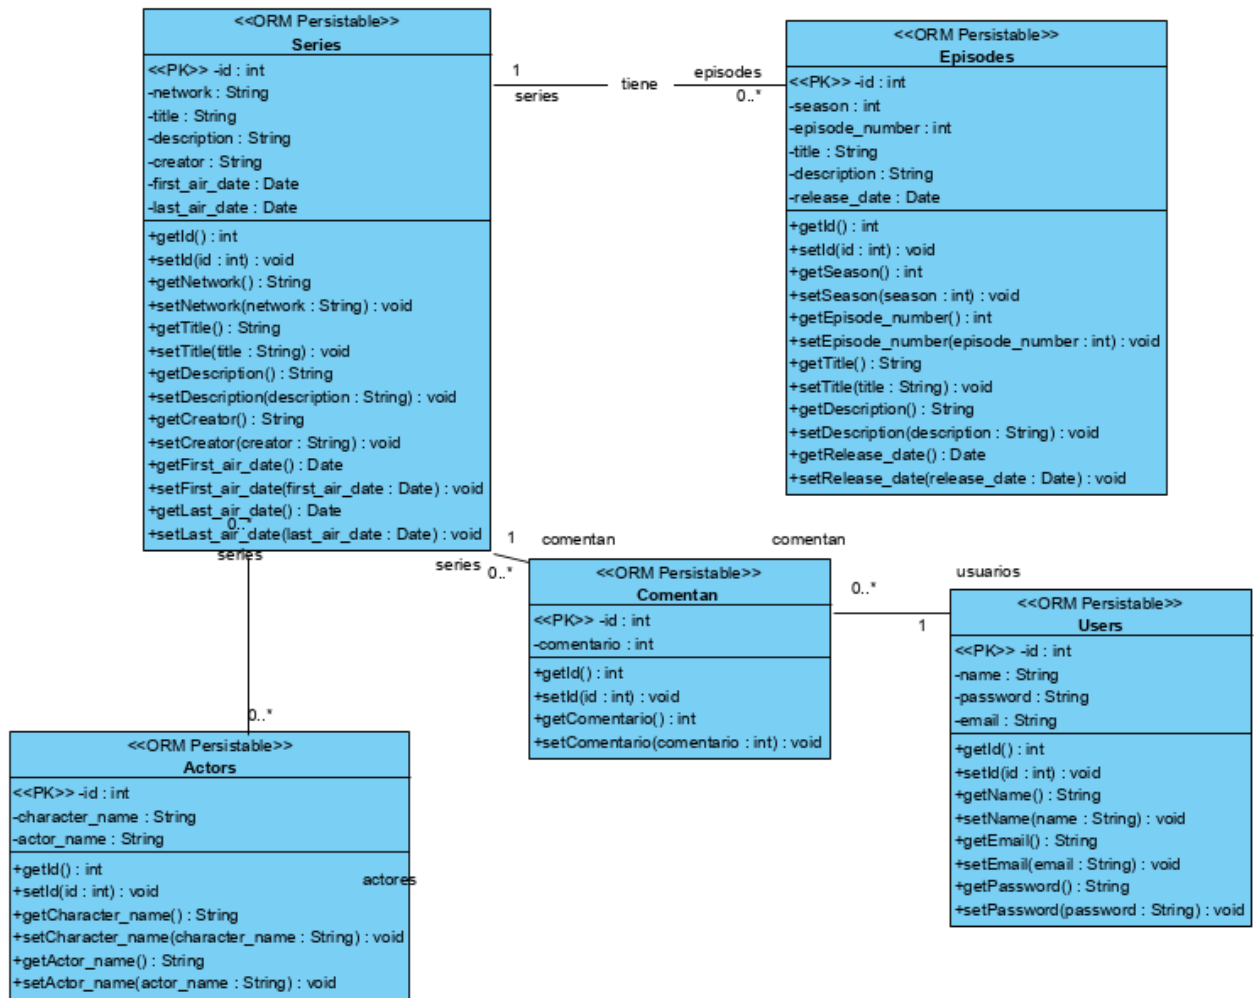 <<ORM Persistable>>
Series
<<PK>> -id : int
-network : String
-title : String
-description : String
-creator : String
-first_air_date : Date
-last_air_date : Date
+getId() : int
+setId(id : int) : void
+getNetwork() : String
+setNetwork(network : String) : void
+getTitle() : String
+setTitle(title : String) : void
+getDescription() : String
+setDescription(description : String) : void
+getCreator() : String
+setCreator(creator : String) : void
+getFirst_air_date() : Date
+setFirst_air_date(first_air_date : Date) : void
+getLast_air_date() : Date
+setLast_air_date(last_air_date : Date) : void
1
series
tiene
episodes
0..*
<<ORM Persistable>>
Episodes
<<PK>> -id : int
-season : int
-episode_number : int
-title : String
-description : String
-release_date : Date
+getId() : int
+setId(id : int) : void
+getSeason() : int
+setSeason(season : int) : void
+getEpisode_number() : int
+setEpisode_number(episode_number : int) : void
+getTitle() : String
+setTitle(title : String) : void
+getDescription() : String
+setDescription(description : String) : void
+getRelease_date() : Date
+setRelease_date(release_date : Date) : void
0..*
series
1
series
0..*
comentan
comentan
<<ORM Persistable>>
Comentan
<<PK>> -id : int
-comentario : int
+getId() : int
+setId(id : int) : void
+getComentario() : int
+setComentario(comentario : int) : void
0..*
1
usuarios
<<ORM Persistable>>
Users
<<PK>> -id : int
-name : String
-password : String
-email : String
+getId() : int
+setId(id : int) : void
+getName() : String
+setName(name : String) : void
+getEmail() : String
+setEmail(email : String) : void
+getPassword() : String
+setPassword(password : String) : void
0..*
<<ORM Persistable>>
Actors
<<PK>> -id : int
-character_name : String
-actor_name : String
+getId() : int
+setId(id : int) : void
+getCharacter_name() : String
+setCharacter_name(character_name : String) : void
+getActor_name() : String
+setActor_name(actor_name : String) : void
actores